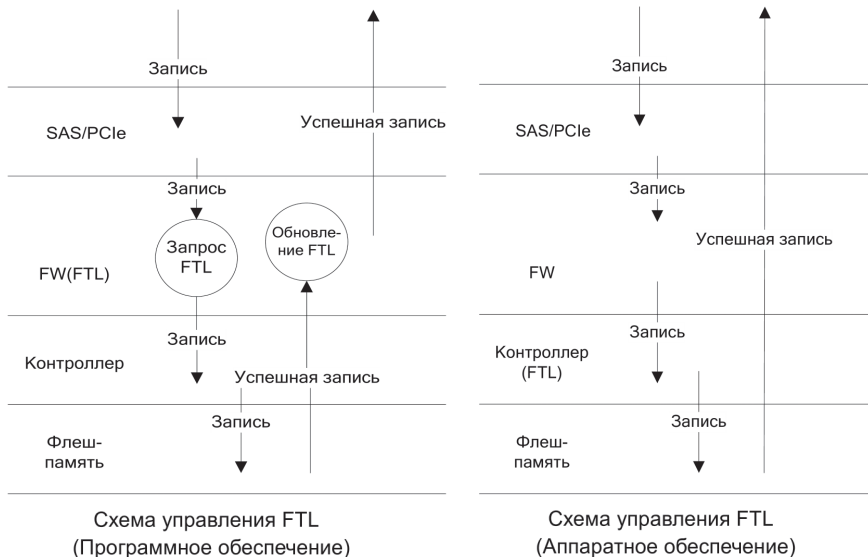 Запись
SAS/PCIe
Успешная запись
Запись
Запрос
FTL
Обновле-
ние FTL
FW(FTL)
Запись
Контроллер
Успешная запись
Запись
Флеш-
память
Схема управления FTL
(Программное обеспечение)
Запись
SAS/PCIe
Запись
Успешная запись
FW
Запись
Контроллер
(FTL)
Запись
Флеш-
память
Схема управления FTL
(Аппаратное обеспечение)